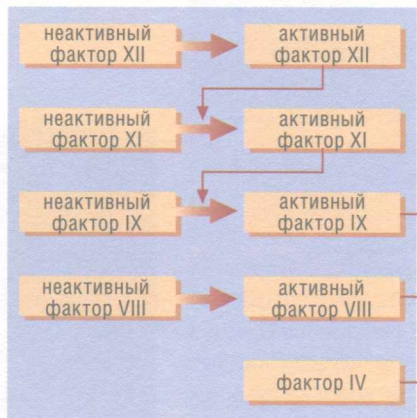 неактивный
фактор XII
активный
фактор XII
неактивный
фактор XI
активный
фактор XI
неактивный
фактор IX
активный
фактор IX
неактивный
фактор VIII
активный
фактор VIII
фактор IV